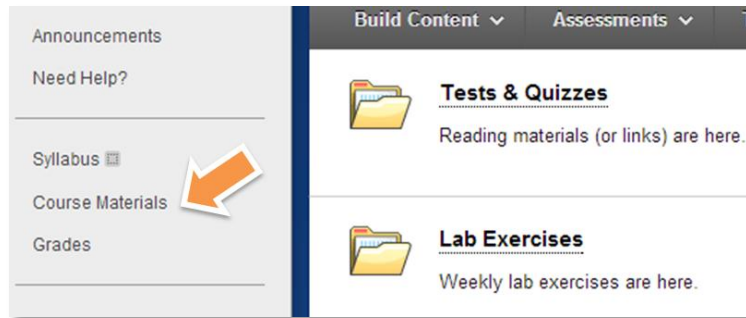 Announcements
Need Help?
Syllabus
Course Materials
Grades
Build Content Assessments
Tests & Quizzes
Reading materials (or links) are here.
Lab Exercises
Weekly lab exercises are here.